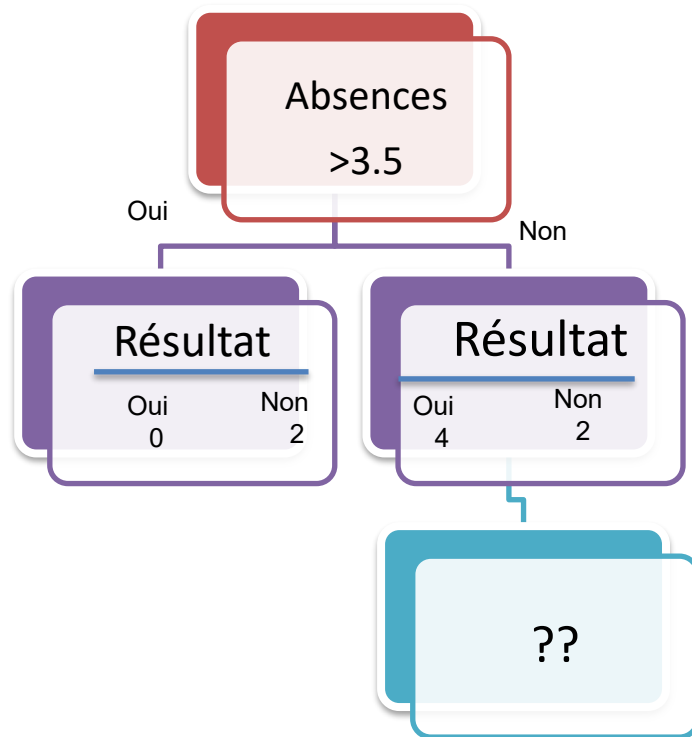 Absences
>3.5
Oui
Non
Résultat
Oui Non
0 2
Résultat
Oui Non
4 2
??